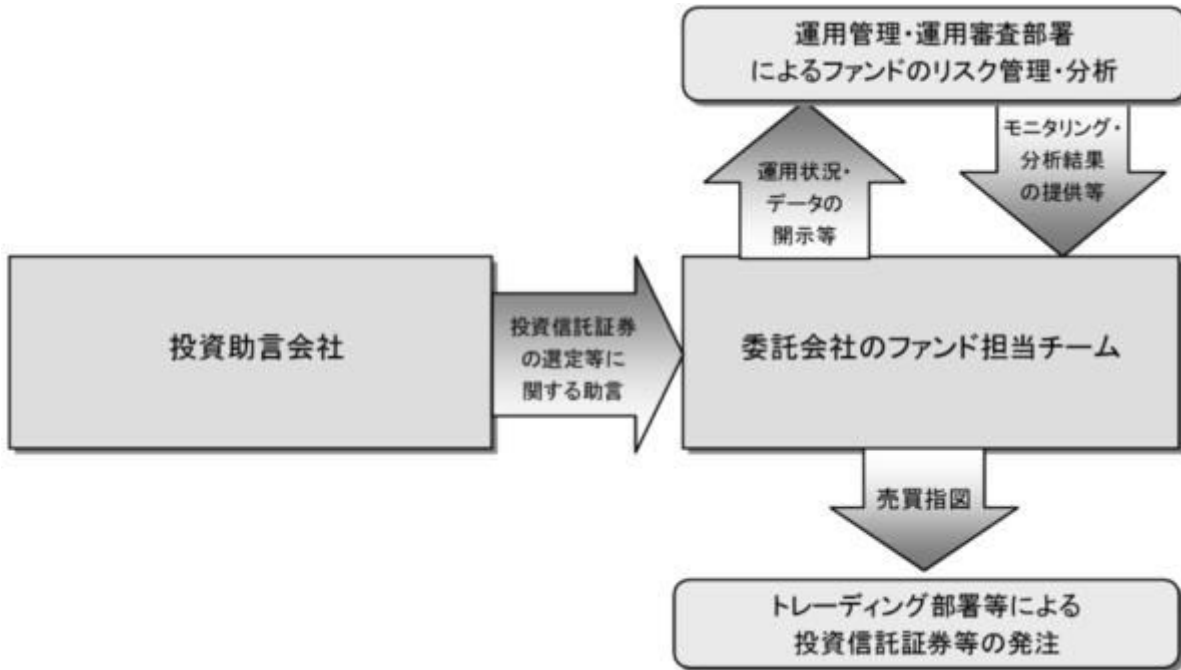 運用管理・運用審査部署
によるファンドのリスク管理・分析
運用状況・
データの
開示等
モニタリング・
分析結果
の提供等
投資助言会社
投資信託証券
の選定等に
関する助言
委託会社のファンド担当チーム
売買指図
トレーディング部署等による
投資信託証券等の発注